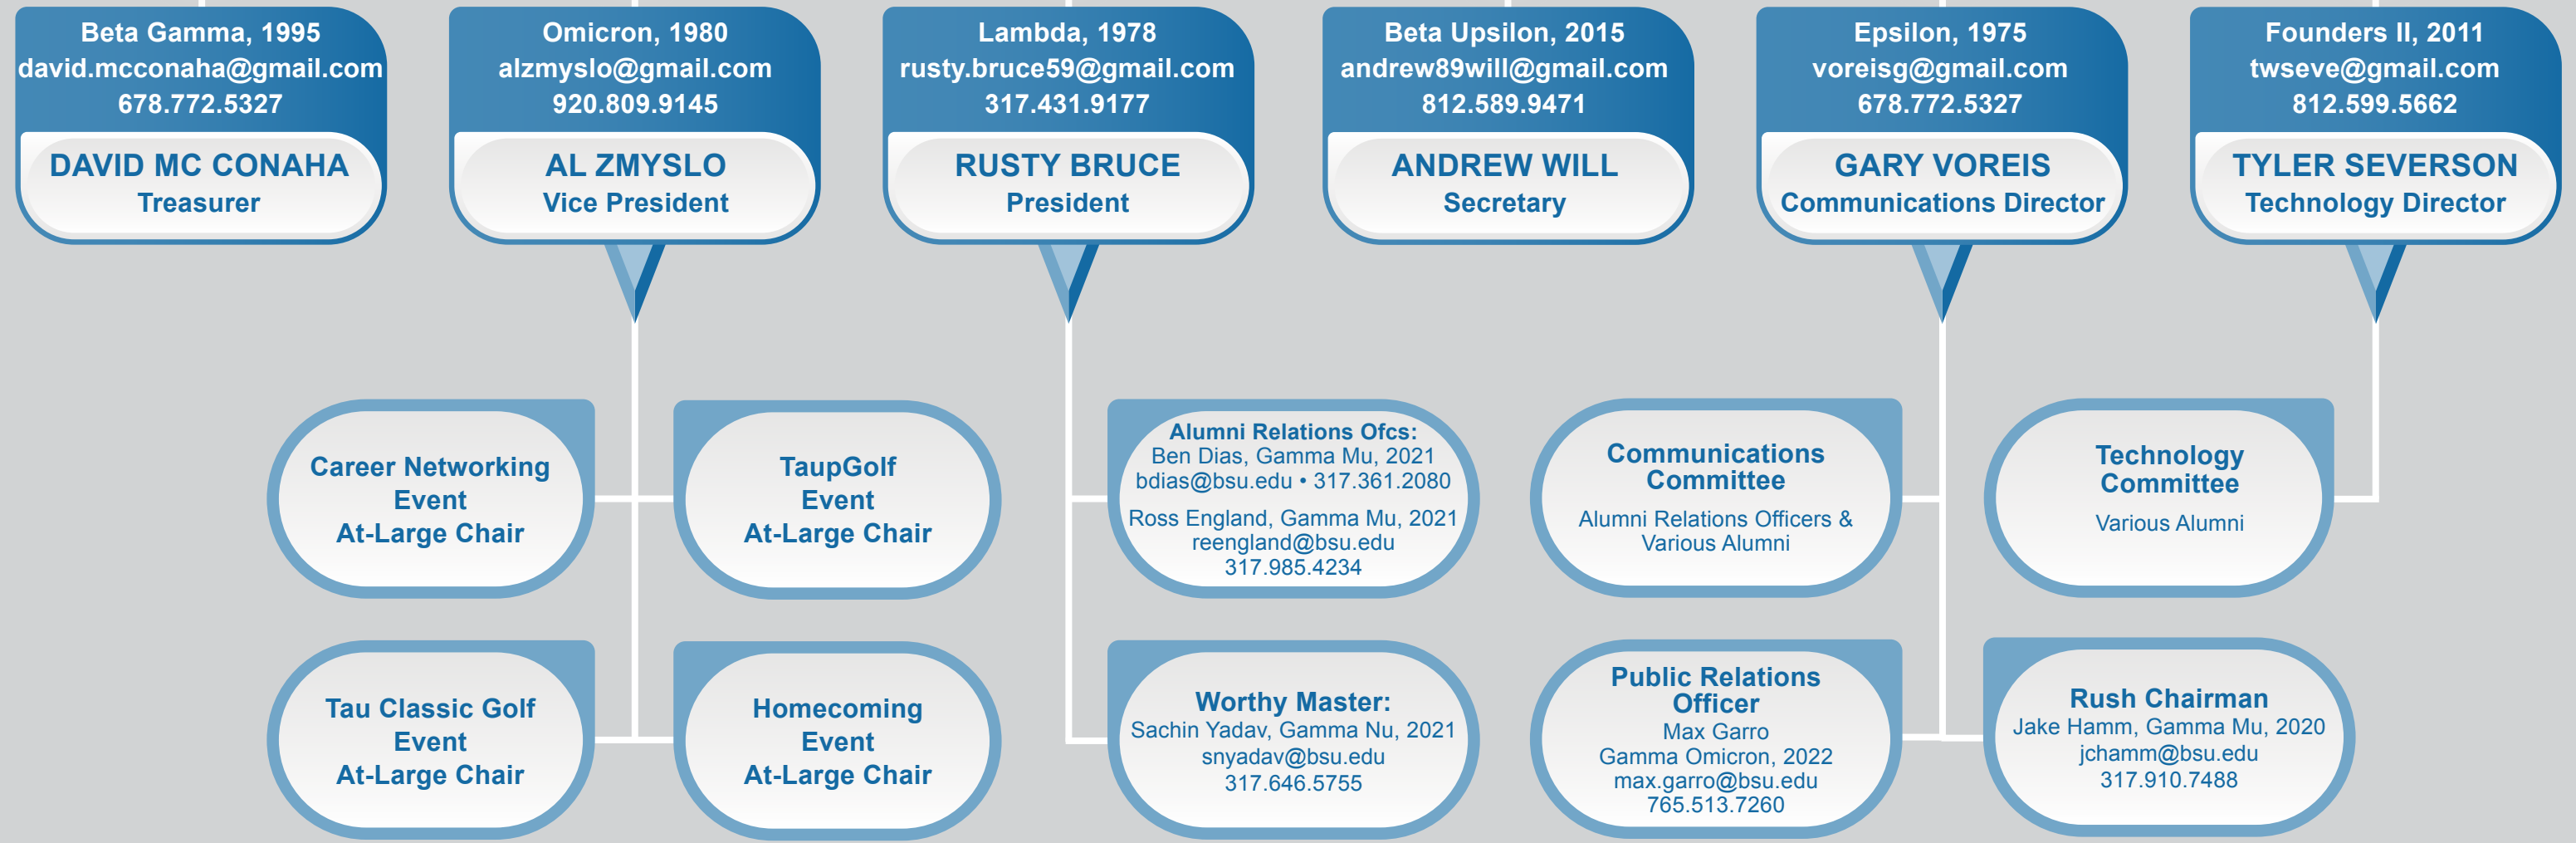 Beta Gamma, 1995
david.mcconaha@gmail.com
678.772.5327
DAVID MC CONAHA
Treasurer
Omicron, 1980
alzmyslo@gmail.com
920.809.9145
AL ZMYSLO
Vice President
Lambda, 1978
rusty.bruce59@gmail.com
317.431.9177
RUSTY BRUCE
President
Beta Upsilon, 2015
andrew89will@gmail.com
812.589.9471
ANDREW WILL
Secretary
Epsilon, 1975
voreisg@gmail.com
678.772.5327
GARY VOREIS
Communications Director
Founders II, 2011
twseve@gmail.com
812.599.5662
TYLER SEVERSON
Technology Director
Career Networking
Event
At-Large Chair
TaupGolf
Event
At-Large Chair
Alumni Relations Ofcs:
Ben Dias, Gamma Mu, 2021
bdias@bsu.edu • 317.361.2080
Ross England, Gamma Mu, 2021
reengland@bsu.edu
317.985.4234
Communications
Committee
Alumni Relations Officers &
Various Alumni
Technology
Committee
Various Alumni
Tau Classic Golf
Event
At-Large Chair
Homecoming
Event
At-Large Chair
Worthy Master:
Sachin Yadav, Gamma Nu, 2021
snyadav@bsu.edu
317.646.5755
Public Relations
Officer
Max Garro
Gamma Omicron, 2022
max.garro@bsu.edu
765.513.7260
Rush Chairman
Jake Hamm, Gamma Mu, 2020
jchamm@bsu.edu
317.910.7488